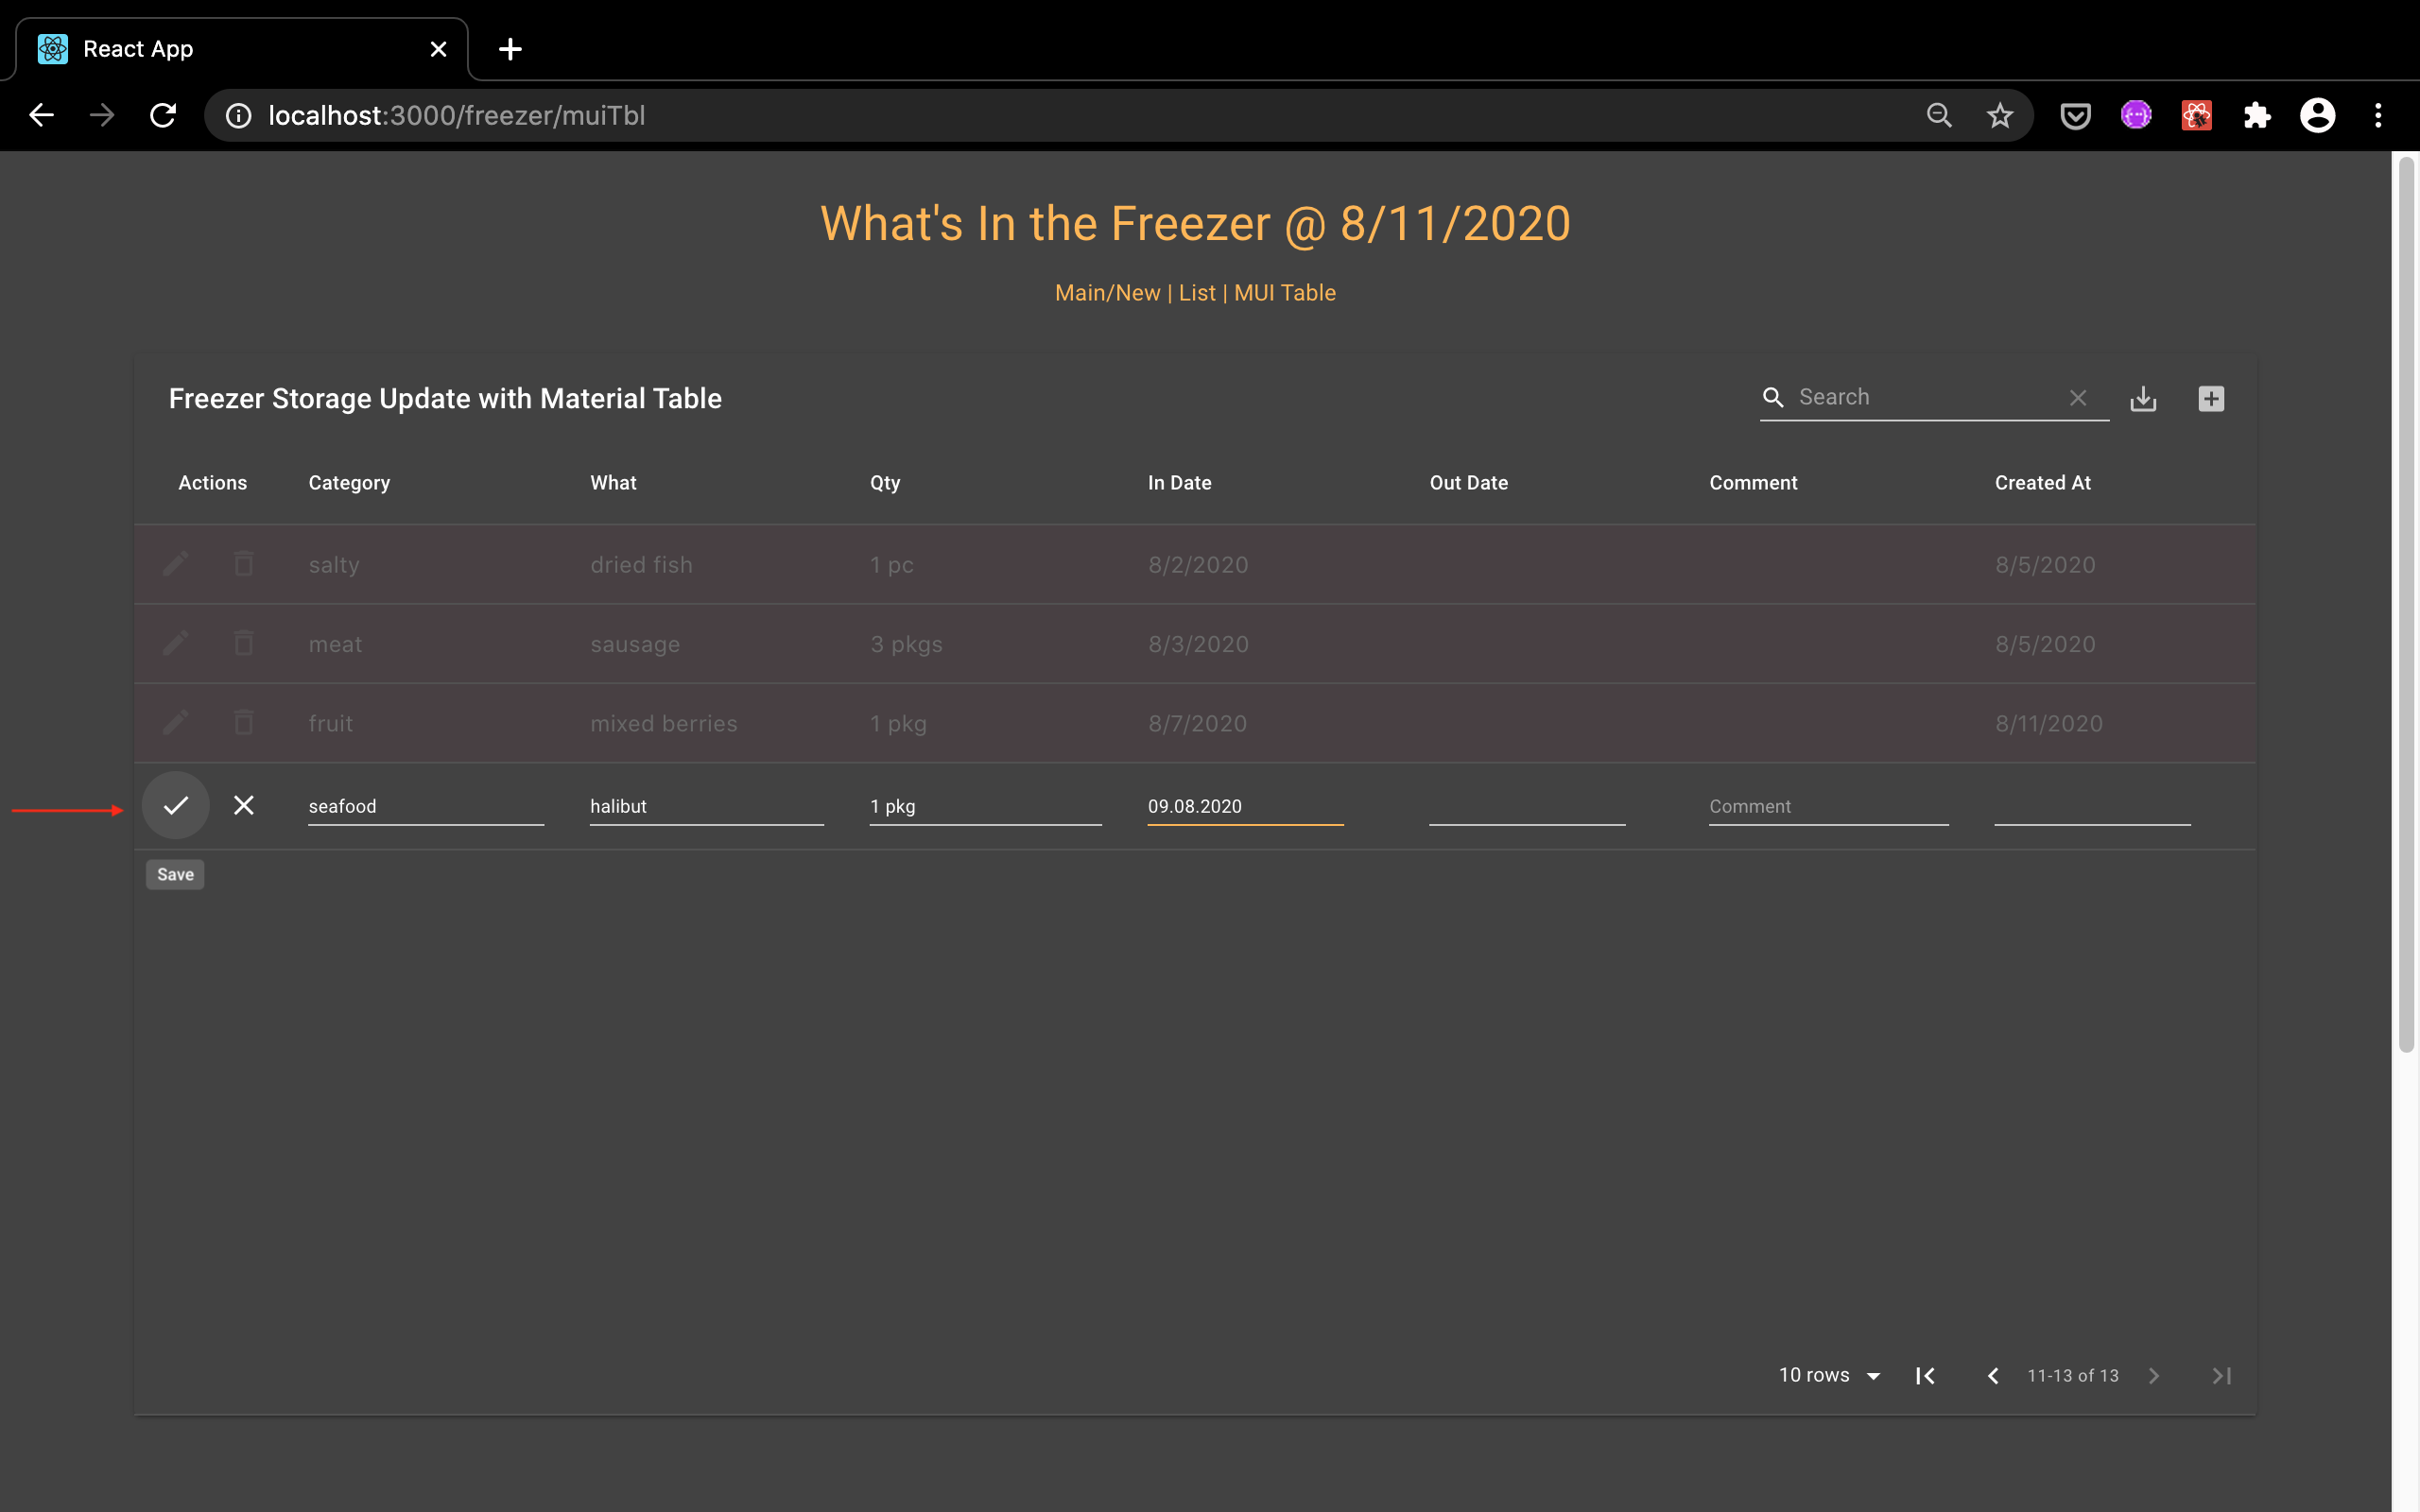 React App
localhost:3000/freezer/muiTbl
What's In the Freezer @ 8/11/2020
Main/New | List | MUI Table
Freezer Storage Update with Material Table
Search
Actions Category What Qty In Date Out Date Comment Created At
salty dried fish 1 pc 8/2/2020 8/5/2020
meat sausage 3 pkgs 8/3/2020 8/5/2020
fruit mixed berries 1 pkg 8/7/2020 8/11/2020
seafood halibut 1 pkg 09.08.2020 Comment
Save
10 rows 11-13 of 13